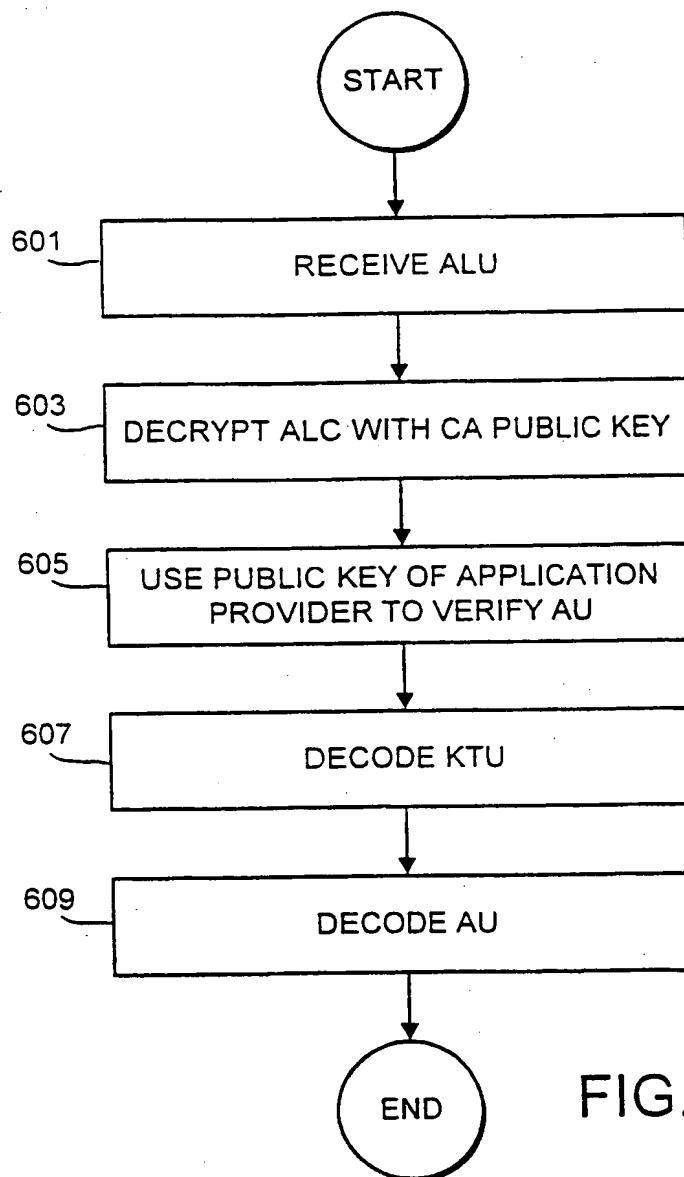 START
601
RECEIVE ALU
603
DECRYPT ALC WITH CA PUBLIC KEY
605
USE PUBLIC KEY OF APPLICATION
PROVIDER TO VERIFY AU
607
DECODE KTU
609
DECODE AU
END
FIG.